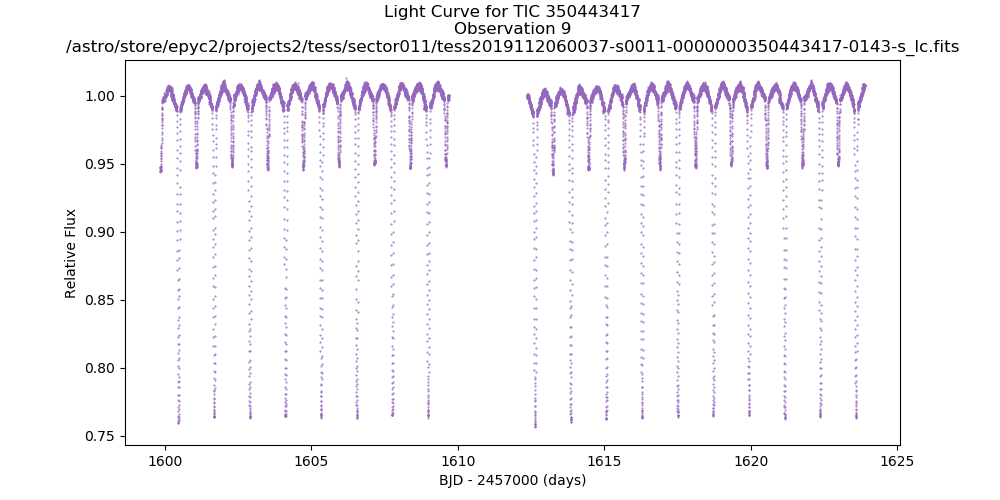 Light Curve for TIC 350443417
Observation 9
/astro/store/epyc2/projects2/tess/sector011/tess2019112060037-s0011-0000000350443417-0143-s_lc.fits
1.00
0.95
0.90
0.85
0.80
0.75
Relative Flux
1600
1605
1610
1615
1620
1625
BJD - 2457000 (days)